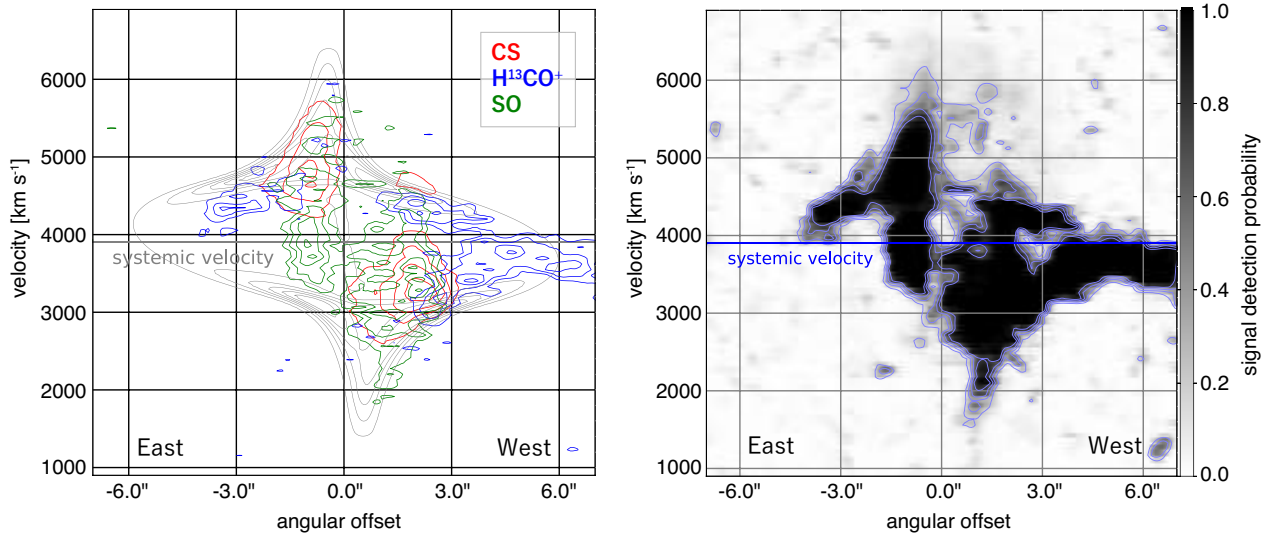 CS
H¹³CO⁺
SO
6000
5000
4000
3000
2000
1000
velocity [km s⁻¹]
systemic velocity
East
West
-6.0"
-3.0"
0.0"
3.0"
6.0"
angular offset
6000
5000
4000
3000
2000
1000
velocity [km s⁻¹]
systemic velocity
East
West
-6.0"
-3.0"
0.0"
3.0"
6.0"
angular offset
1.0
0.8
0.6
0.4
0.2
0.0
signal detection probability